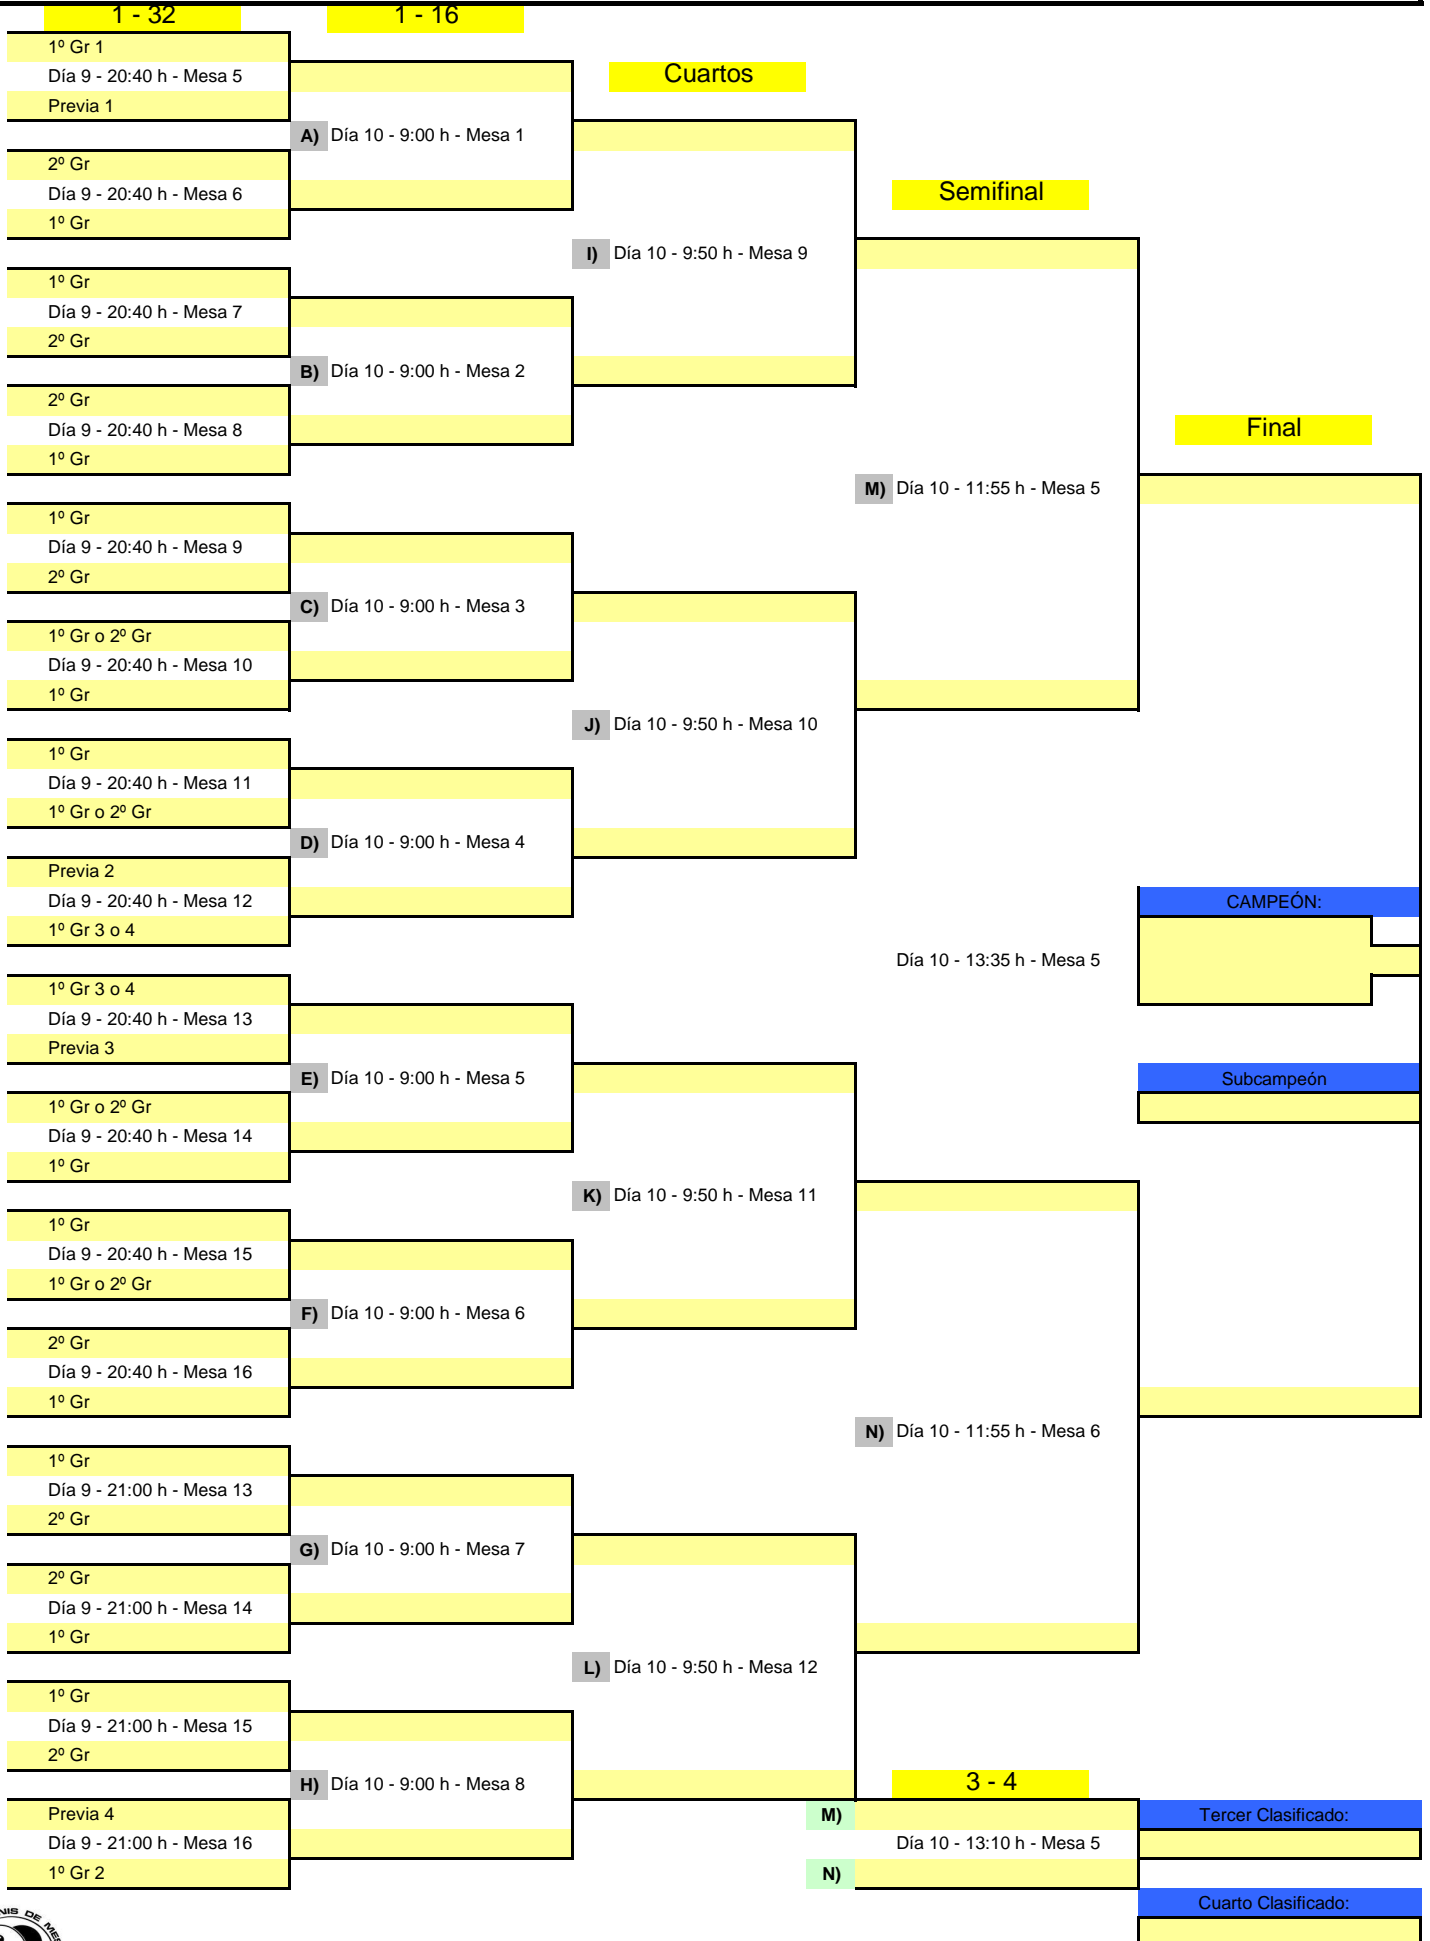 1 - 32
1 - 16
1º Gr 1
Día 9 - 20:40 h - Mesa 5
Cuartos
Previa 1
A) Día 10 - 9:00 h - Mesa 1
2º Gr
Día 9 - 20:40 h - Mesa 6
Semifinal
1º Gr
I) Día 10 - 9:50 h - Mesa 9
1º Gr
Día 9 - 20:40 h - Mesa 7
2º Gr
B) Día 10 - 9:00 h - Mesa 2
2º Gr
Día 9 - 20:40 h - Mesa 8
Final
1º Gr
M) Día 10 - 11:55 h - Mesa 5
1º Gr
Día 9 - 20:40 h - Mesa 9
2º Gr
C) Día 10 - 9:00 h - Mesa 3
1º Gr o 2º Gr
Día 9 - 20:40 h - Mesa 10
1º Gr
J) Día 10 - 9:50 h - Mesa 10
1º Gr
Día 9 - 20:40 h - Mesa 11
1º Gr o 2º Gr
D) Día 10 - 9:00 h - Mesa 4
Previa 2
Día 9 - 20:40 h - Mesa 12
CAMPEÓN:
1º Gr 3 o 4
Día 10 - 13:35 h - Mesa 5
1º Gr 3 o 4
Día 9 - 20:40 h - Mesa 13
Previa 3
E) Día 10 - 9:00 h - Mesa 5
Subcampeón
1º Gr o 2º Gr
Día 9 - 20:40 h - Mesa 14
1º Gr
K) Día 10 - 9:50 h - Mesa 11
1º Gr
Día 9 - 20:40 h - Mesa 15
1º Gr o 2º Gr
F) Día 10 - 9:00 h - Mesa 6
2º Gr
Día 9 - 20:40 h - Mesa 16
1º Gr
N) Día 10 - 11:55 h - Mesa 6
1º Gr
Día 9 - 21:00 h - Mesa 13
2º Gr
G) Día 10 - 9:00 h - Mesa 7
2º Gr
Día 9 - 21:00 h - Mesa 14
1º Gr
L) Día 10 - 9:50 h - Mesa 12
1º Gr
Día 9 - 21:00 h - Mesa 15
2º Gr
H) Día 10 - 9:00 h - Mesa 8
3 - 4
Previa 4
M)
Tercer Clasificado:
Día 9 - 21:00 h - Mesa 16
Día 10 - 13:10 h - Mesa 5
1º Gr 2
N)
Cuarto Clasificado:
DE